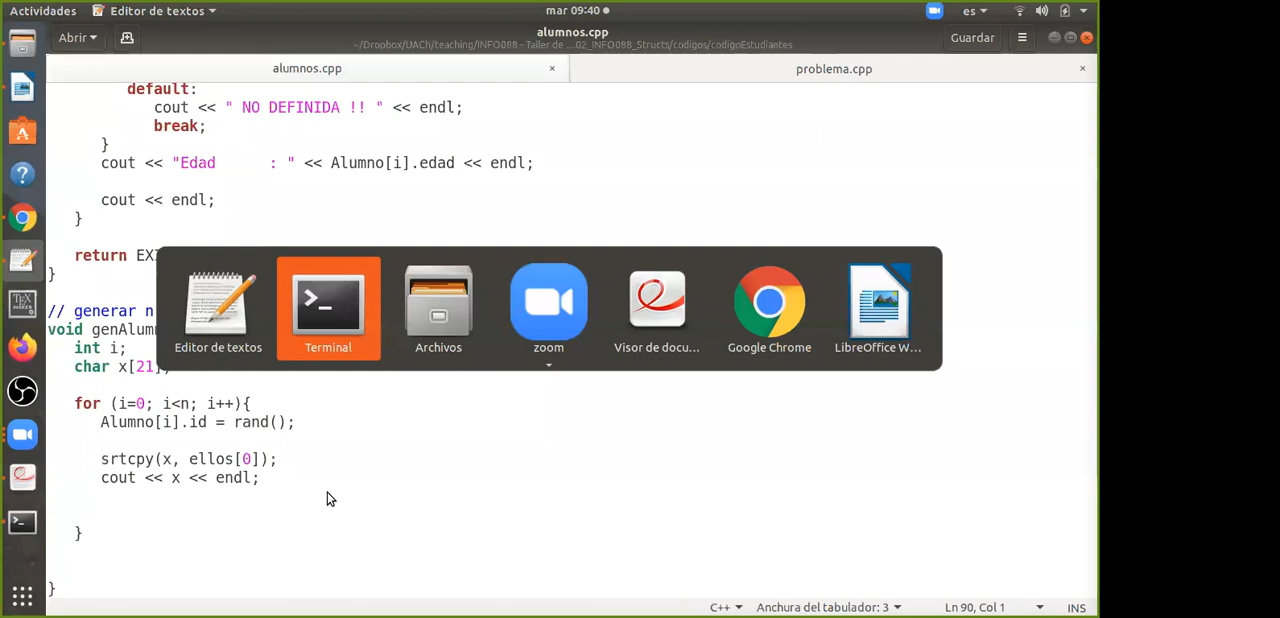 Actividades Editor de textos mar 09:40 es
Abrir alumnos.cpp Guardar
~/Dropbox/UACh/teaching/INFO088 - Taller de ...02_INFO088_Structs/codigos/codigoEstudiantes
alumnos.cpp × problema.cpp ×
default:
cout << " NO DEFINIDA !! " << endl;
break;
}
cout << "Edad      : " << Alumno[i].edad << endl;
cout << endl;
}
return EX
}
// generar n
void genAlumn
int i;
char x[21];
Editor de textos Terminal Archivos zoom Visor de docu... Google Chrome LibreOffice W...
for (i=0; i<n; i++){
Alumno[i].id = rand();
srtcpy(x, ellos[0]);
cout << x << endl;
}
}
C++ Anchura del tabulador: 3 Ln 90, Col 1 INS